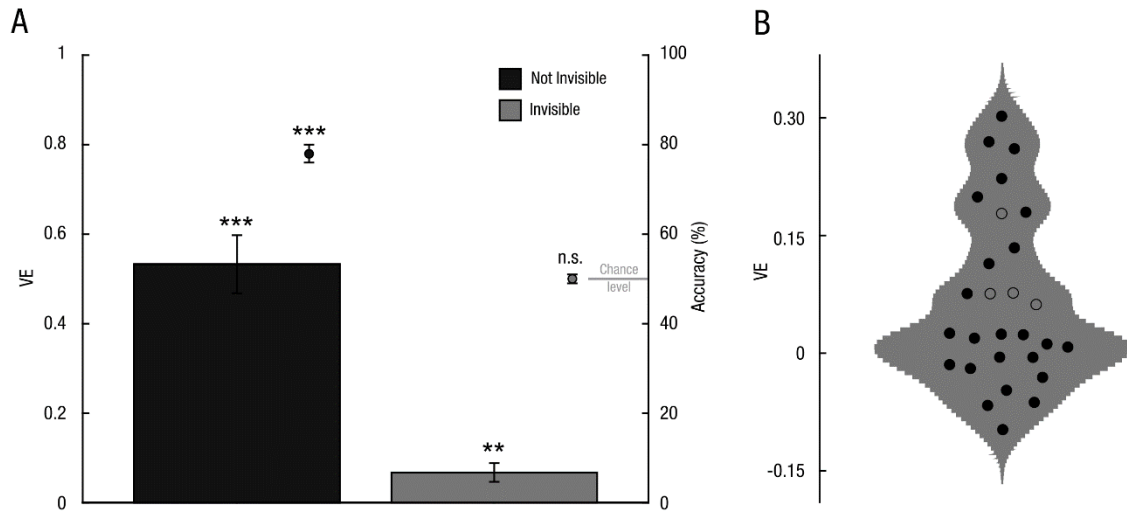 A
1
0.8
0.6
0.4
0.2
0
VE
***
***
**
n.s.
Chance
level
Not Invisible
Invisible
100
80
60
40
20
0
Accuracy (%)
B
0.30
0.15
0
-0.15
VE